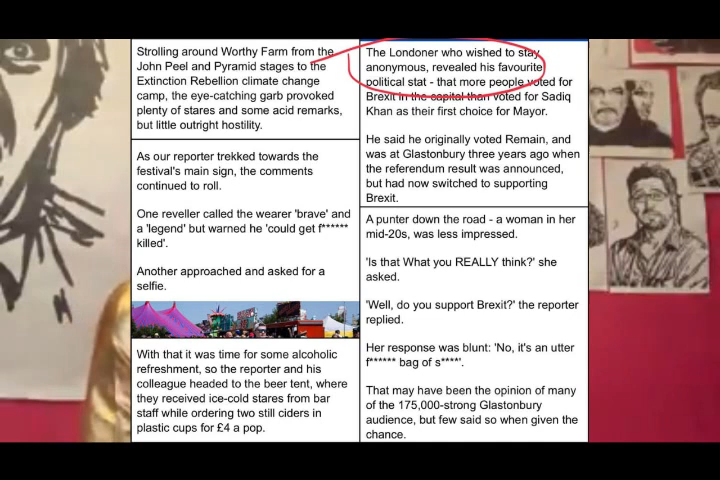 Strolling around Worthy Farm from the
John Peel and Pyramid stages to the
Extinction Rebellion climate change
camp, the eye-catching garb provoked
plenty of stares and some acid remarks,
but little outright hostility.
As our reporter trekked towards the
festival's main sign, the comments
continued to roll.
One reveller called the wearer 'brave' and
a 'legend' but warned he 'could get f******
killed'.
Another approached and asked for a
selfie.
With that it was time for some alcoholic
refreshment, so the reporter and his
colleague headed to the beer tent, where
they received ice-cold stares from bar
staff while ordering two still ciders in
plastic cups for £4 a pop.
The Londoner who wished to stay
anonymous, revealed his favourite
political stat - that more people voted for
Brexit in the capital than voted for Sadiq
Khan as their first choice for Mayor.
He said he originally voted Remain, and
was at Glastonbury three years ago when
the referendum result was announced,
but had now switched to supporting
Brexit.
A punter down the road - a woman in her
mid-20s, was less impressed.
'Is that What you REALLY think?' she
asked.
'Well, do you support Brexit?' the reporter
replied.
Her response was blunt: 'No, it's an utter
f****** bag of s****'.
That may have been the opinion of many
of the 175,000-strong Glastonbury
audience, but few said so when given the
chance.